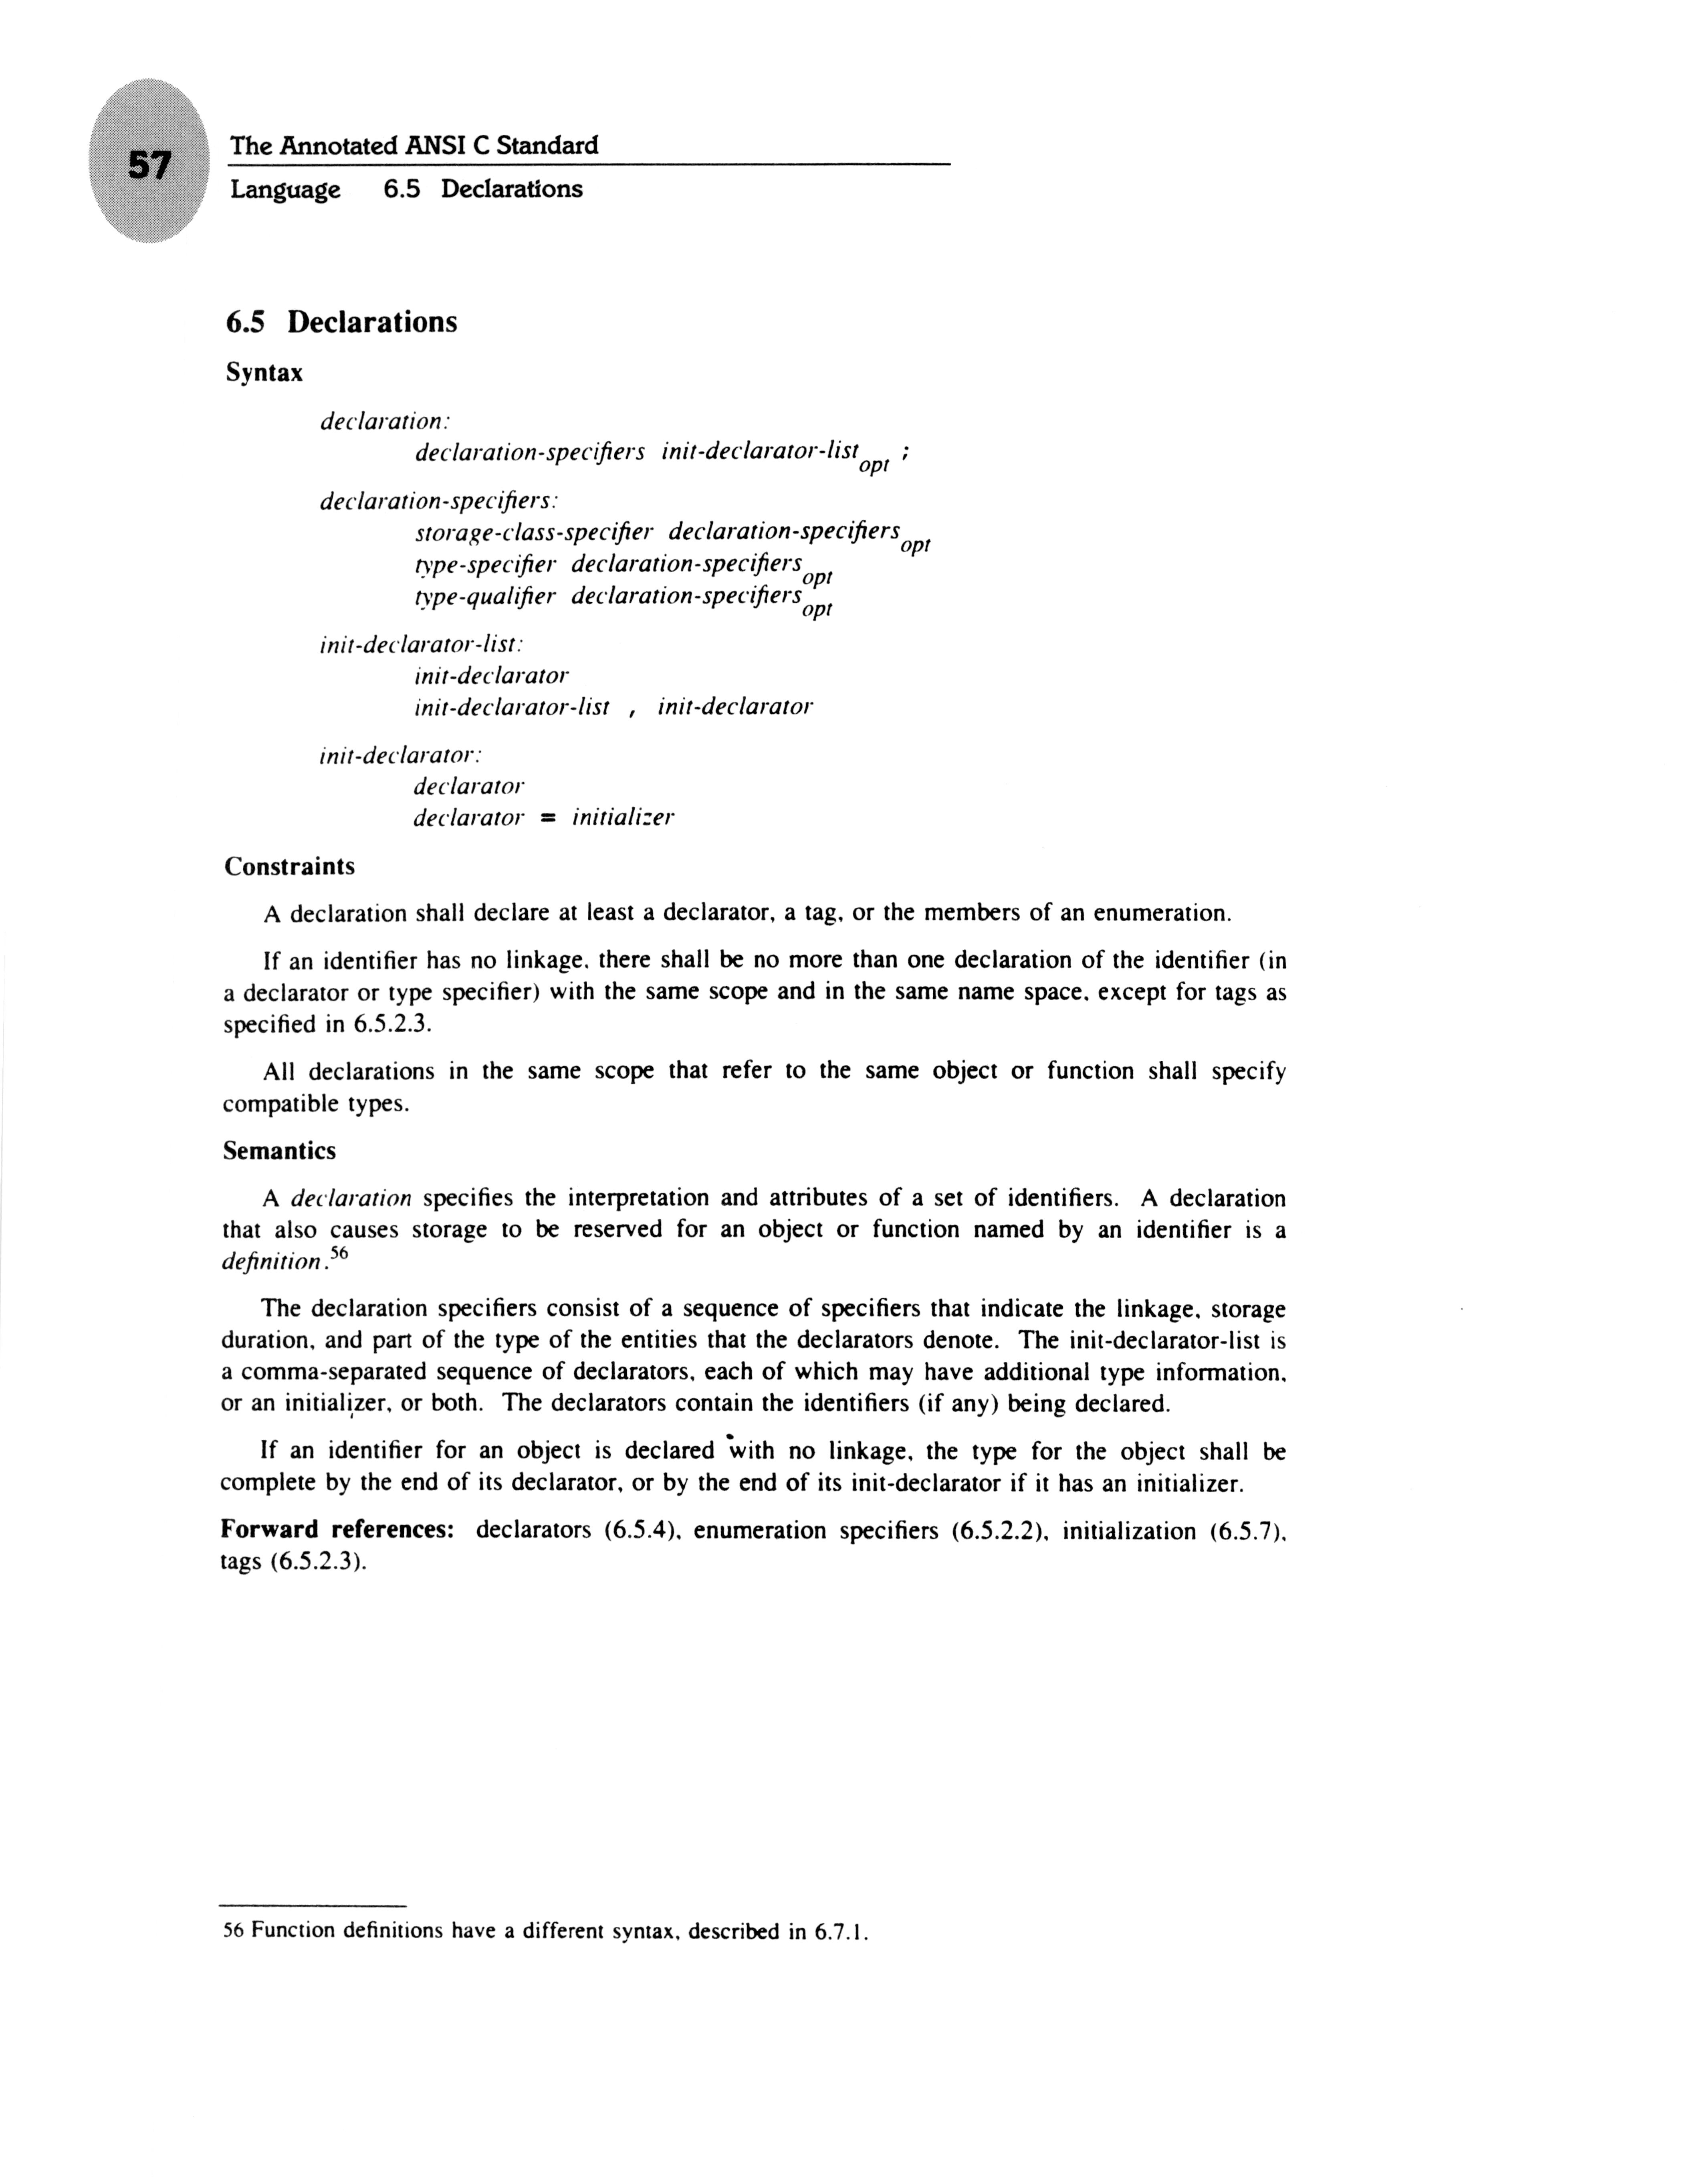 57
The Annotated ANSI C Standard
Language 6.5 Declarations
6.5 Declarations
Syntax
declaration:
declaration-specifiers init-declarator-list opt ;
declaration-specifiers:
storage-class-specifier declaration-specifiers opt
type-specifier declaration-specifiers opt
type-qualifier declaration-specifiers opt
init-declarator-list:
init-declarator
init-declarator-list , init-declarator
init-declarator:
declarator
declarator = initializer
Constraints
A declaration shall declare at least a declarator, a tag, or the members of an enumeration.
If an identifier has no linkage, there shall be no more than one declaration of the identifier (in
a declarator or type specifier) with the same scope and in the same name space, except for tags as
specified in 6.5.2.3.
All declarations in the same scope that refer to the same object or function shall specify
compatible types.
Semantics
A declaration specifies the interpretation and attributes of a set of identifiers. A declaration
that also causes storage to be reserved for an object or function named by an identifier is a
definition.56
The declaration specifiers consist of a sequence of specifiers that indicate the linkage, storage
duration, and part of the type of the entities that the declarators denote. The init-declarator-list is
a comma-separated sequence of declarators, each of which may have additional type information,
or an initializer, or both. The declarators contain the identifiers (if any) being declared.
If an identifier for an object is declared with no linkage, the type for the object shall be
complete by the end of its declarator, or by the end of its init-declarator if it has an initializer.
Forward references: declarators (6.5.4), enumeration specifiers (6.5.2.2), initialization (6.5.7),
tags (6.5.2.3).
56 Function definitions have a different syntax, described in 6.7.1.